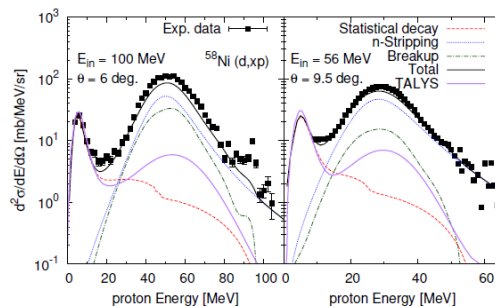 Exp. data
⁵⁸Ni (d,xp)
E_in = 100 MeV
θ = 6 deg.
E_in = 56 MeV
θ = 9.5 deg.
Statistical decay
n-Stripping
Breakup
Total
TALYS
d²σ/dE/dΩ [mb/MeV/sr]
10³
10²
10¹
10⁰
10⁻¹
0 20 40 60 80 100
0 20 40 60
proton Energy [MeV]
proton Energy [MeV]